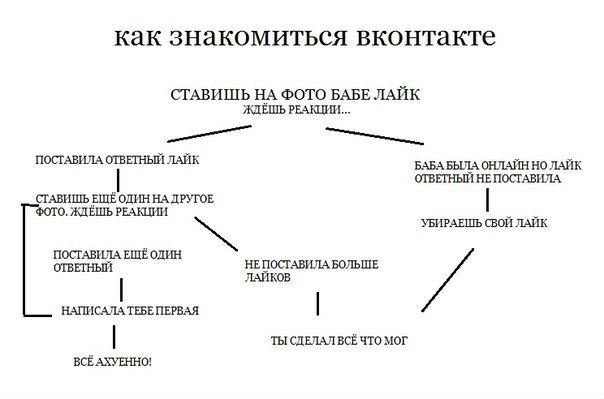 как знакомиться вконтакте
СТАВИШЬ НА ФОТО БАБЕ ЛАЙК
ЖДЁШЬ РЕАКЦИИ...
ПОСТАВИЛА ОТВЕТНЫЙ ЛАЙК
БАБА БЫЛА ОНЛАЙН НО ЛАЙК
ОТВЕТНЫЙ НЕ ПОСТАВИЛА
СТАВИШЬ ЕЩЁ ОДИН НА ДРУГОЕ
ФОТО. ЖДЁШЬ РЕАКЦИИ
УБИРАЕШЬ СВОЙ ЛАЙК
ПОСТАВИЛА ЕЩЁ ОДИН
ОТВЕТНЫЙ
НЕ ПОСТАВИЛА БОЛЬШЕ
ЛАЙКОВ
НАПИСАЛА ТЕБЕ ПЕРВАЯ
ТЫ СДЕЛАЛ ВСЁ ЧТО МОГ
ВСЁ АХУЕННО!